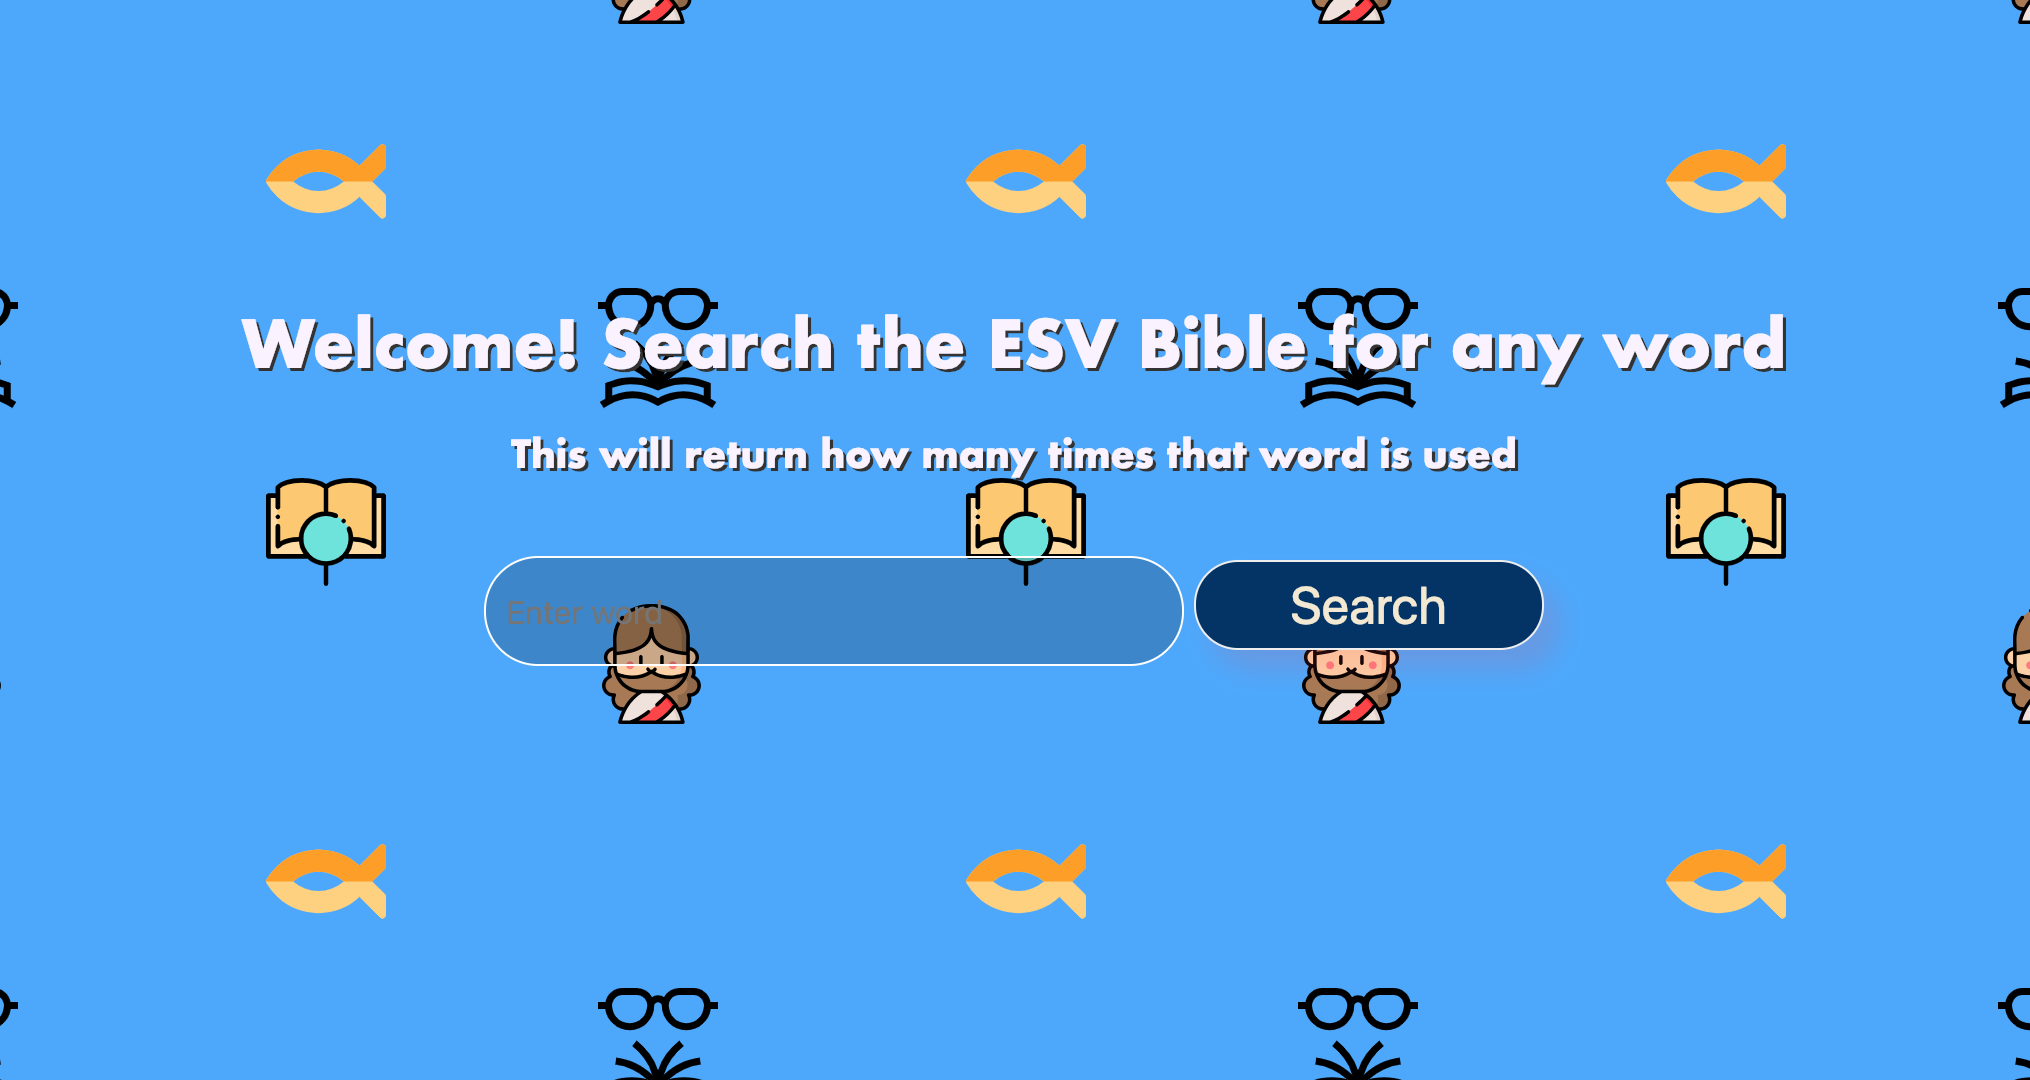 Welcome! Search the ESV Bible for any word
This will return how many times that word is used
Enter word
Search